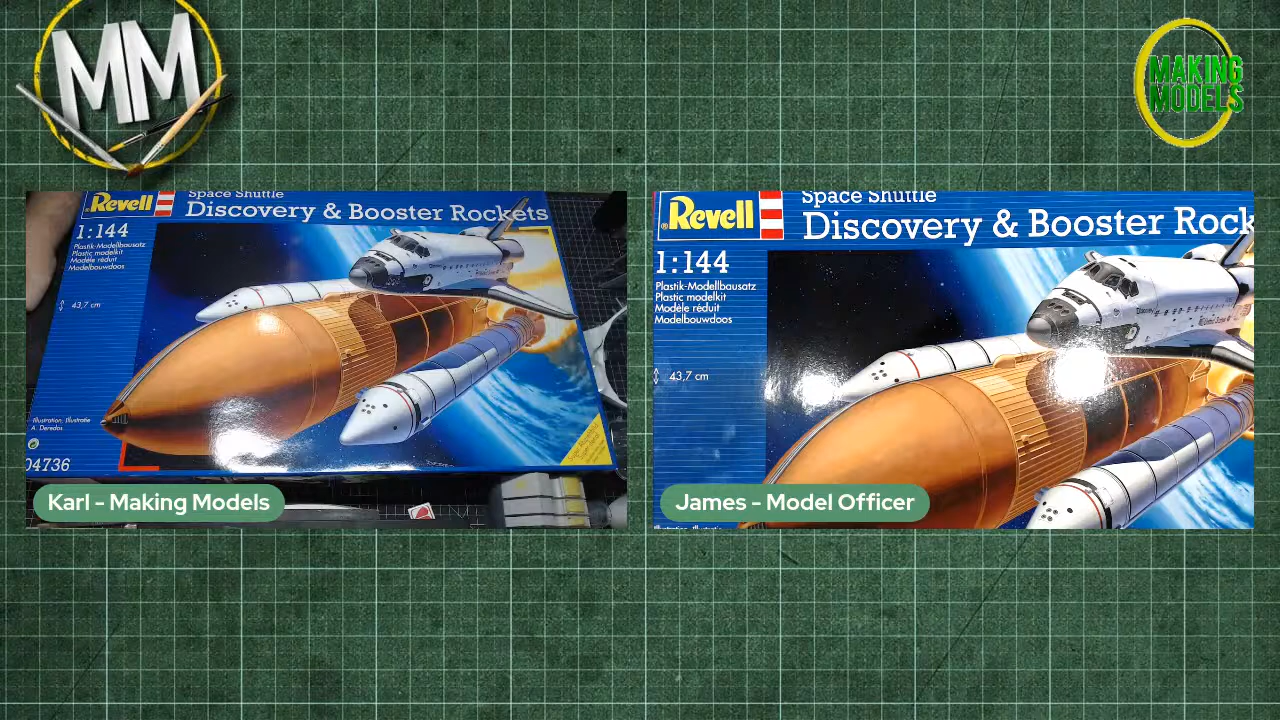 MM
MAKING
MODELS
Revell
Space Shuttle
Discovery & Booster Rockets
1:144
Plastik-Modellbausatz
Plastic modelkit
Modèle réduit
Modelbouwdoos
43,7 cm
Illustration, Illustratie
A. Deredos
04736
Karl - Making Models
®Revell
Space Shuttle
Discovery & Booster Rock
1:144
Plastik-Modellbausatz
Plastic modelkit
Modèle réduit
Modelbouwdoos
43,7 cm
Discovery
James - Model Officer